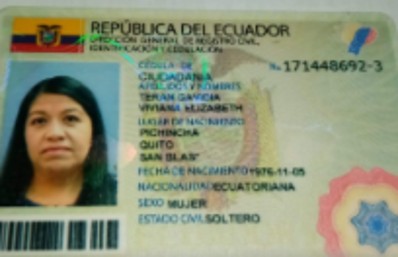 REPÚBLICA DEL ECUADOR
DIRECCIÓN GENERAL DE REGISTRO CIVIL,
IDENTIFICACIÓN Y CEDULACIÓN
CÉDULA DE No. 171448692-3
CIUDADANÍA
APELLIDOS Y NOMBRES
TERAN GARCIA
VIVIANA ELIZABETH
LUGAR DE NACIMIENTO
PICHINCHA
QUITO
SAN BLAS
FECHA DE NACIMIENTO 1976-11-05
NACIONALIDAD ECUATORIANA
SEXO MUJER
ESTADO CIVIL SOLTERO